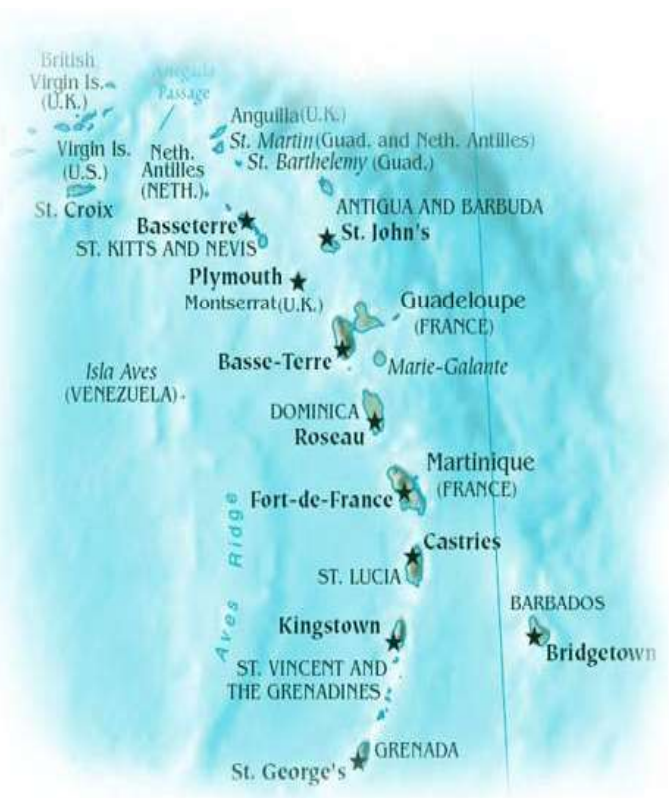 British
Virgin Is.
(U.K.)
Anegada
Passage
Anguilla(U.K.)
St. Martin(Guad. and Neth. Antilles)
St. Barthelemy (Guad.)
Virgin Is.
(U.S.)
Neth.
Antilles
(NETH.)
St. Croix
ANTIGUA AND BARBUDA
St. John's
Basseterre
ST. KITTS AND NEVIS
Plymouth
Montserrat(U.K.)
Guadeloupe
(FRANCE)
Basse-Terre
Marie-Galante
Isla Aves
(VENEZUELA)
DOMINICA
Roseau
Martinique
(FRANCE)
Fort-de-France
Aves Ridge
Castries
ST. LUCIA
BARBADOS
Bridgetown
Kingstown
ST. VINCENT AND
THE GRENADINES
GRENADA
St. George's